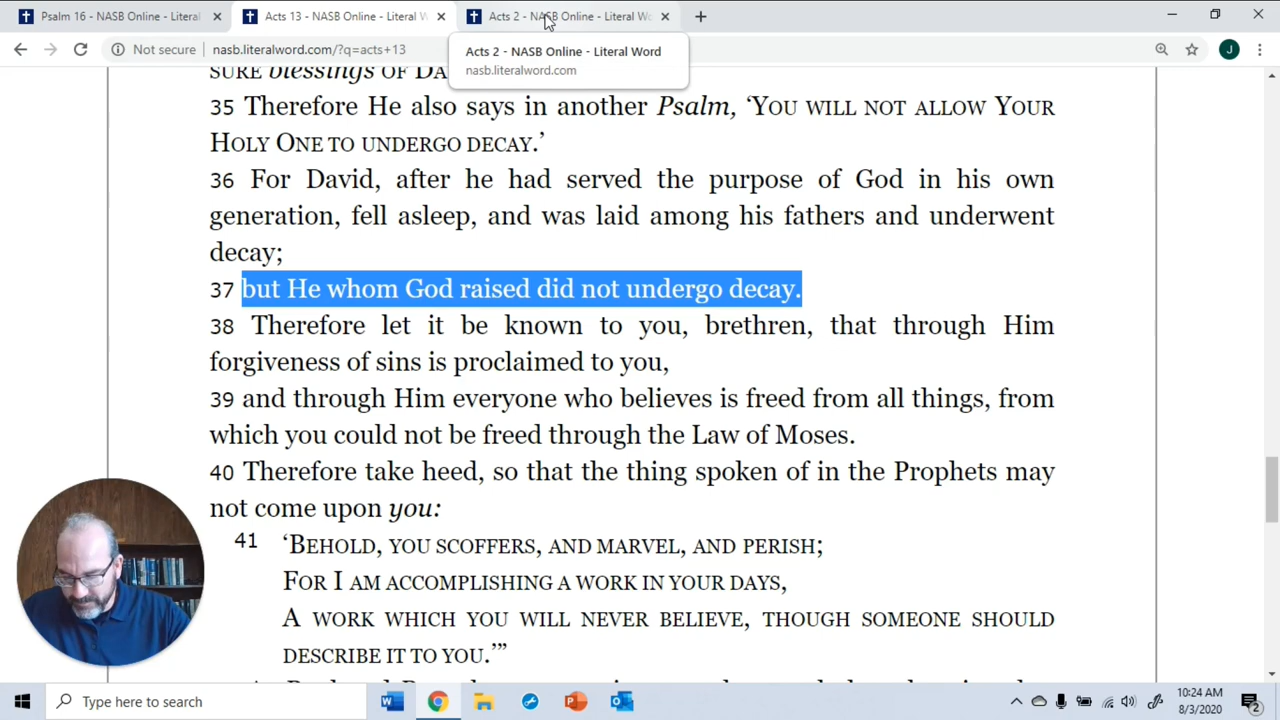 Psalm 16 - NASB Online - Literal
Acts 13 - NASB Online - Literal W
Acts 2 - NASB Online - Literal Wo
Not secure
nasb.literalword.com/?q=acts+13
J
Acts 2 - NASB Online - Literal Word
nasb.literalword.com
SURE blessings OF DA
35 Therefore He also says in another Psalm, ‘YOU WILL NOT ALLOW YOUR
HOLY ONE TO UNDERGO DECAY.’
36 For David, after he had served the purpose of God in his own
generation, fell asleep, and was laid among his fathers and underwent
decay;
37 but He whom God raised did not undergo decay.
38 Therefore let it be known to you, brethren, that through Him
forgiveness of sins is proclaimed to you,
39 and through Him everyone who believes is freed from all things, from
which you could not be freed through the Law of Moses.
40 Therefore take heed, so that the thing spoken of in the Prophets may
not come upon you:
41 ‘BEHOLD, YOU SCOFFERS, AND MARVEL, AND PERISH;
FOR I AM ACCOMPLISHING A WORK IN YOUR DAYS,
A WORK WHICH YOU WILL NEVER BELIEVE, THOUGH SOMEONE SHOULD
DESCRIBE IT TO YOU.’”
Type here to search
10:24 AM
8/3/2020
2